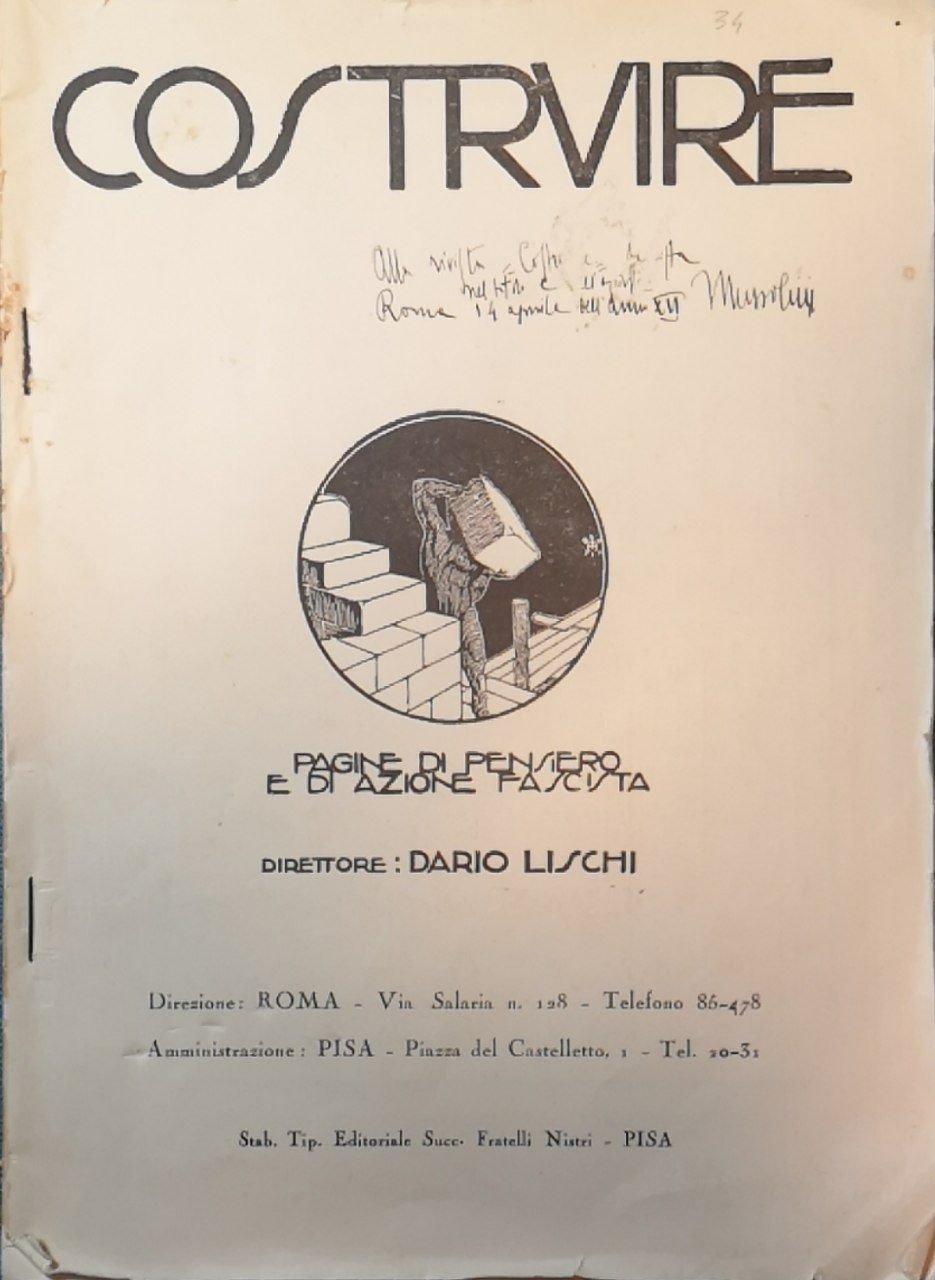 34
COSTRVIRE
Alla rivista
Roma 14 aprile dell'anno XII Mussolini
PAGINE DI PENSIERO
E DI AZIONE FASCISTA
DIRETTORE : DARIO LISCHI
Direzione: ROMA - Via Salaria n. 128 - Telefono 86-478
Amministrazione : PISA - Piazza del Castelletto, 1 - Tel. 20-31
Stab. Tip. Editoriale Succ. Fratelli Nistri - PISA